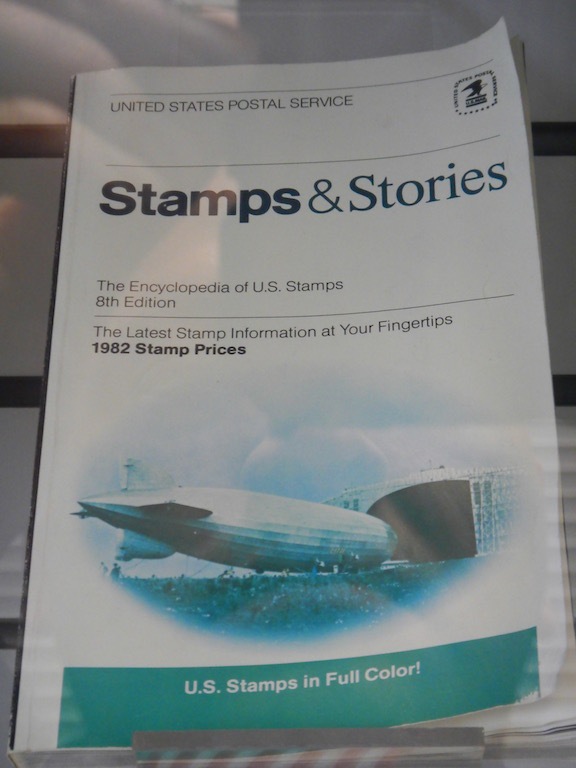 UNITED STATES POSTAL SERVICE
Stamps & Stories
The Encyclopedia of U.S. Stamps
8th Edition
The Latest Stamp Information at Your Fingertips
1982 Stamp Prices
U.S. Stamps in Full Color!